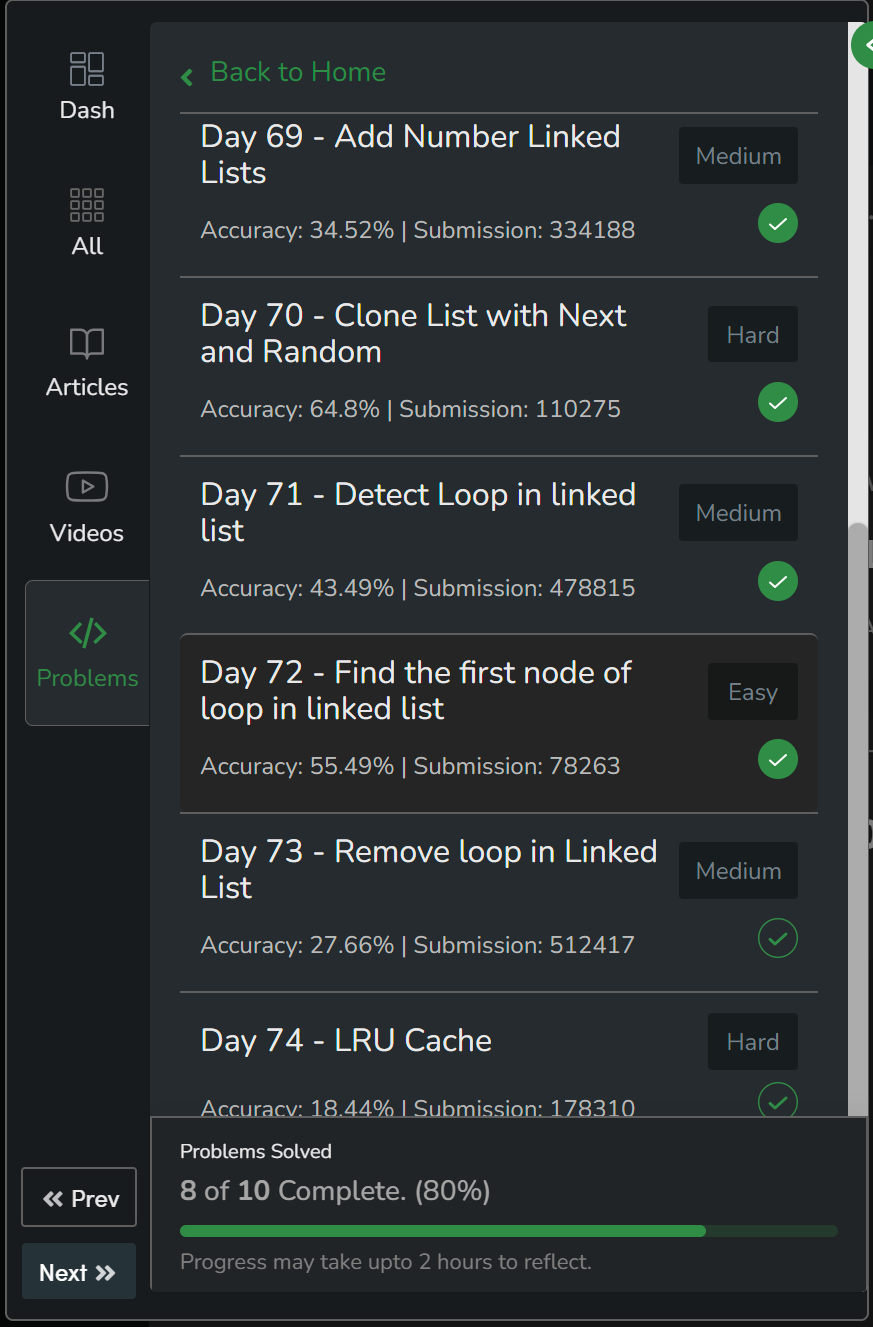 Dash
All
Articles
Videos
Problems
Prev
Next
Back to Home
Day 69 - Add Number Linked
Lists
Medium
Accuracy: 34.52% | Submission: 334188
Day 70 - Clone List with Next
and Random
Hard
Accuracy: 64.8% | Submission: 110275
Day 71 - Detect Loop in linked
list
Medium
Accuracy: 43.49% | Submission: 478815
Day 72 - Find the first node of
loop in linked list
Easy
Accuracy: 55.49% | Submission: 78263
Day 73 - Remove loop in Linked
List
Medium
Accuracy: 27.66% | Submission: 512417
Day 74 - LRU Cache
Hard
Accuracy: 18.44% | Submission: 178310
Problems Solved
8 of 10 Complete. (80%)
Progress may take upto 2 hours to reflect.